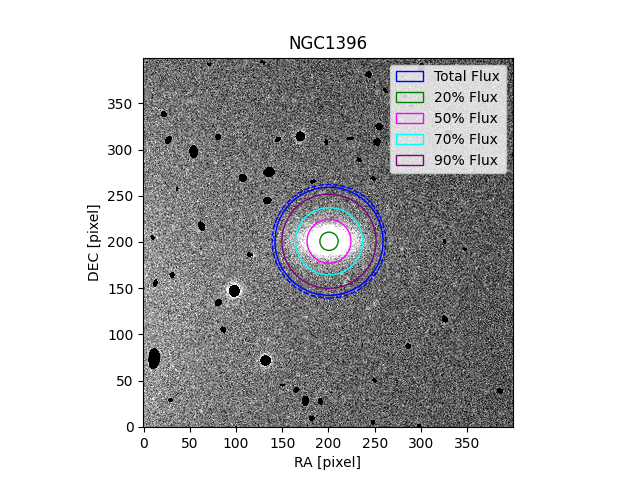 NGC1396
Total Flux
20% Flux
50% Flux
70% Flux
90% Flux
DEC [pixel]
350
300
250
200
150
100
50
0
0 50 100 150 200 250 300 350
RA [pixel]